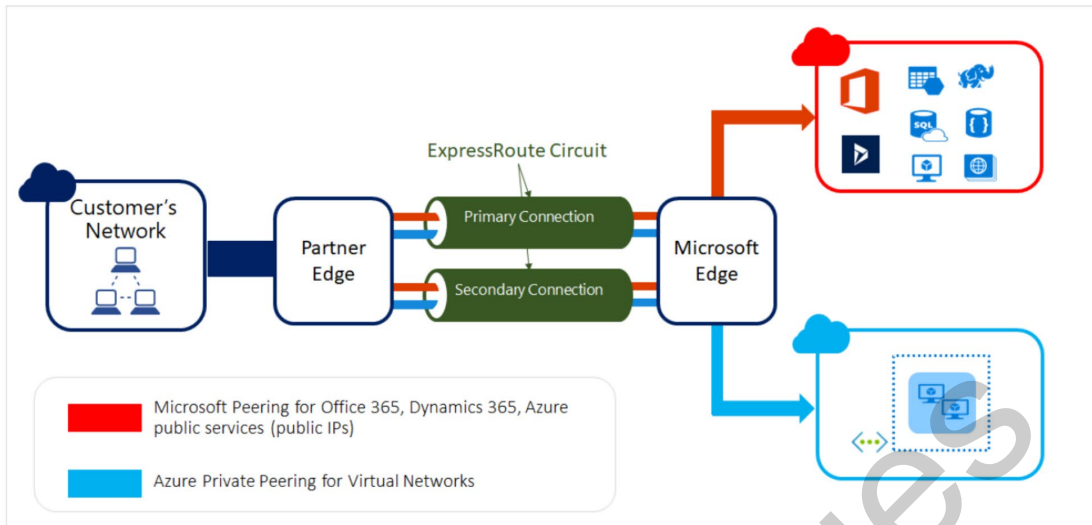 ExpressRoute Circuit
Customer's
Network
Partner
Edge
Primary Connection
Secondary Connection
Microsoft
Edge
SQL
Microsoft Peering for Office 365, Dynamics 365, Azure
public services (public IPs)
Azure Private Peering for Virtual Networks